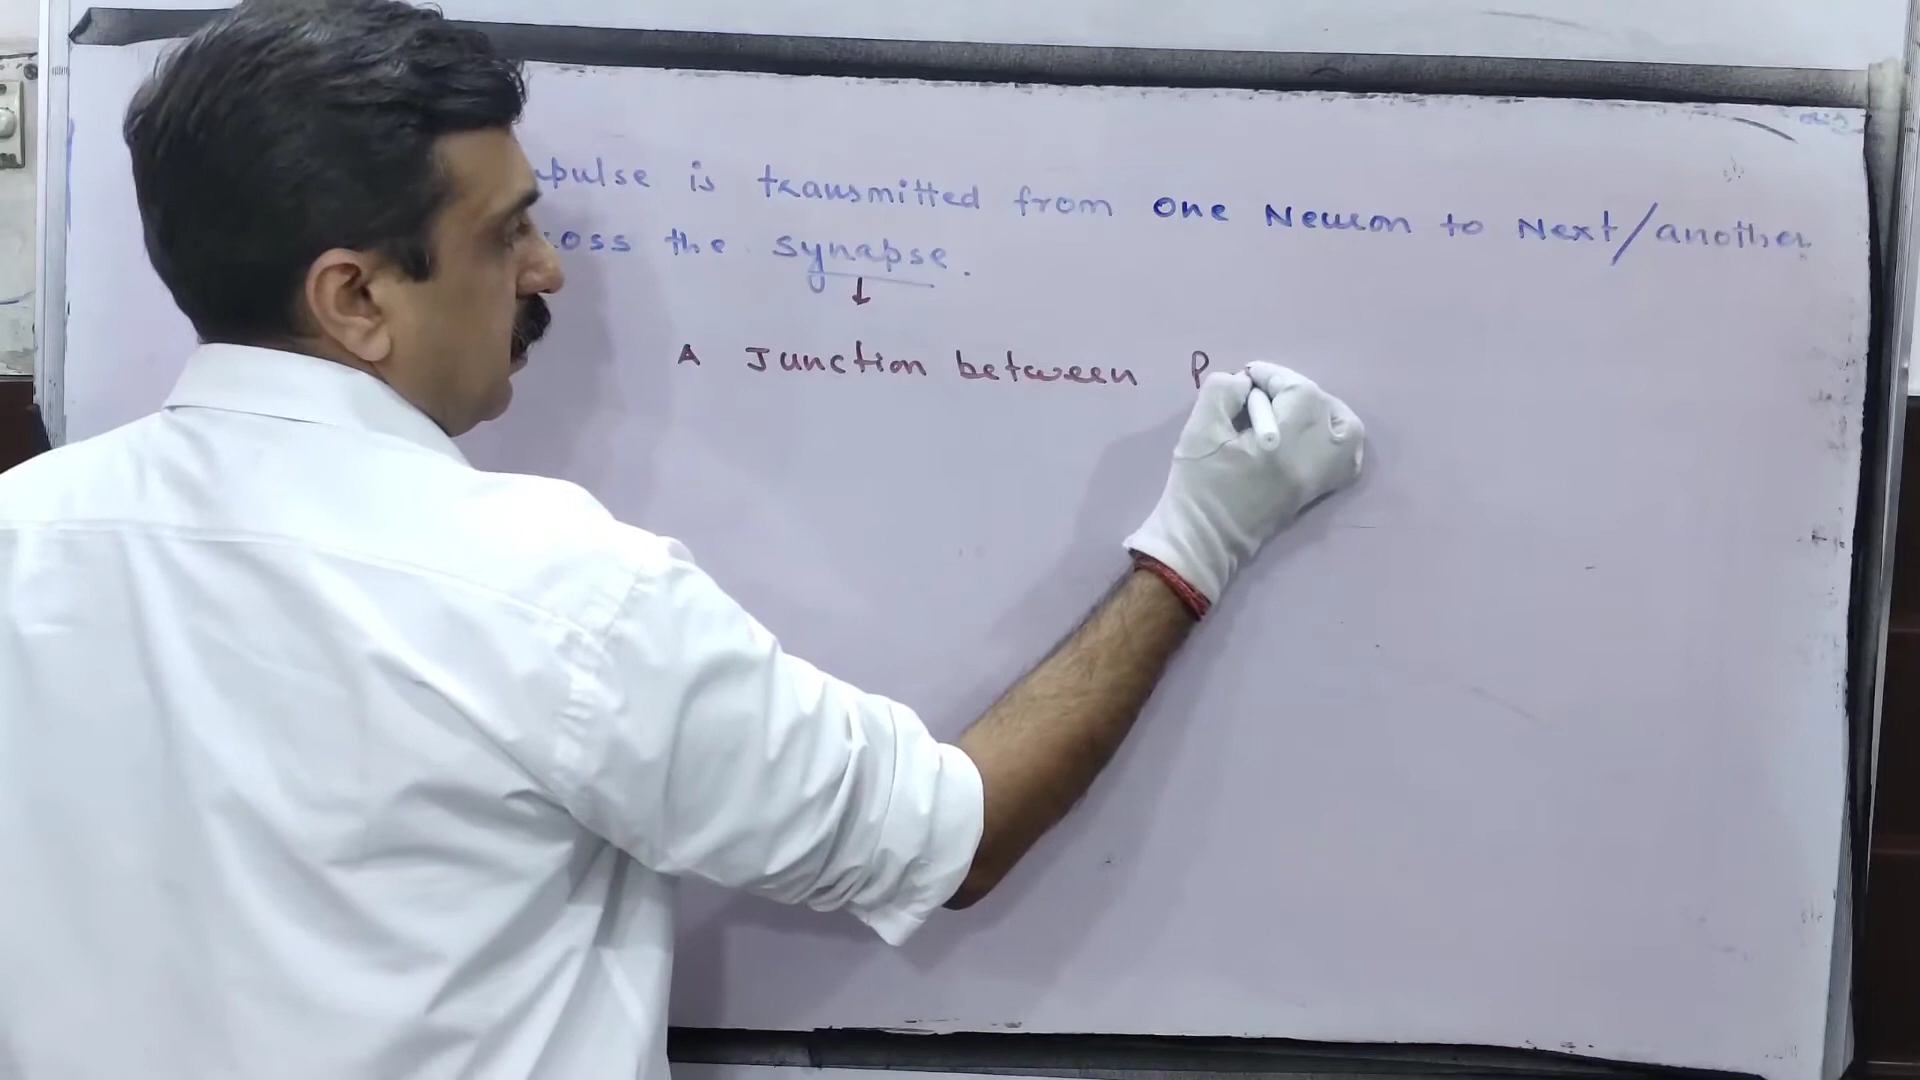 pulse is transmitted from one Neuron to Next/another
oss the synapse.
A Junction between P